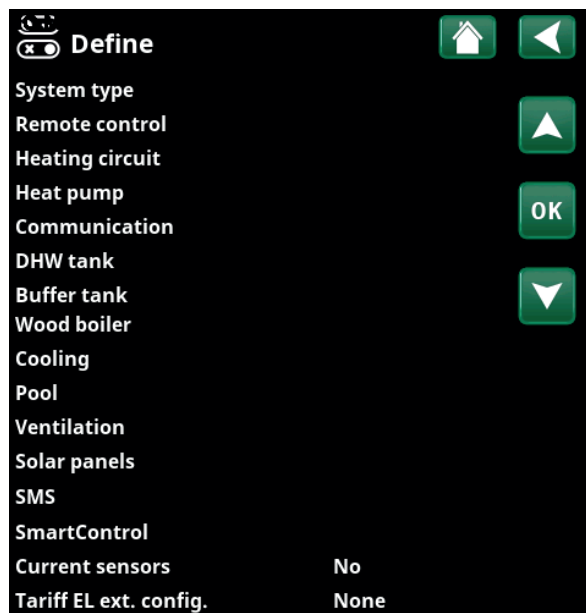 Define
System type
Remote control
Heating circuit
Heat pump
OK
Communication
DHW tank
Buffer tank
Wood boiler
Cooling
Pool
Ventilation
Solar panels
SMS
SmartControl
Current sensors No
Tariff EL ext. config. None